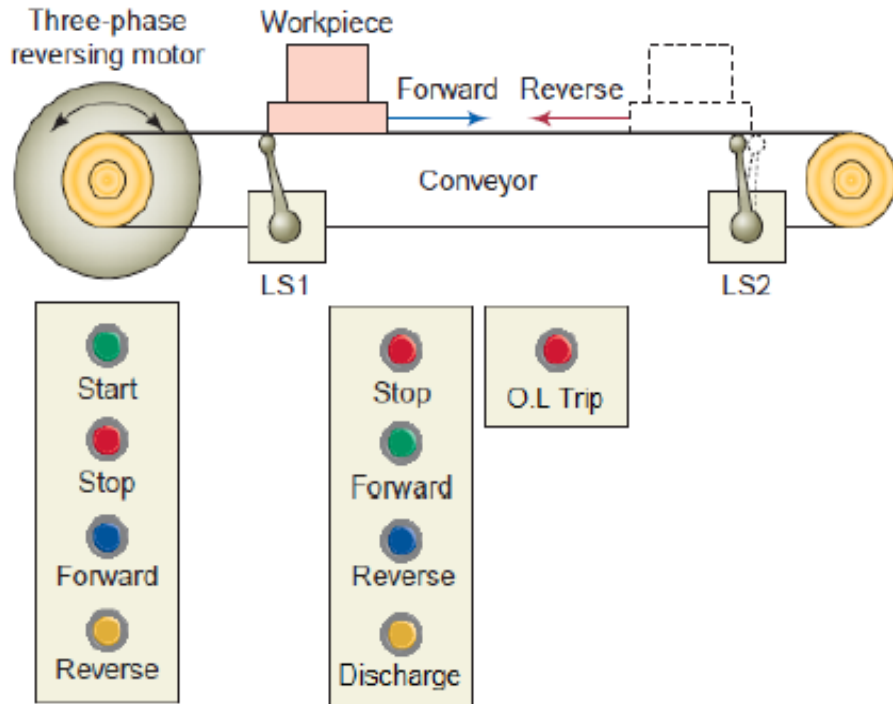 Three-phase
reversing motor
Workpiece
Forward
Reverse
Conveyor
LS1
LS2
Start
Stop
Forward
Reverse
Stop
Forward
Reverse
Discharge
O.L Trip